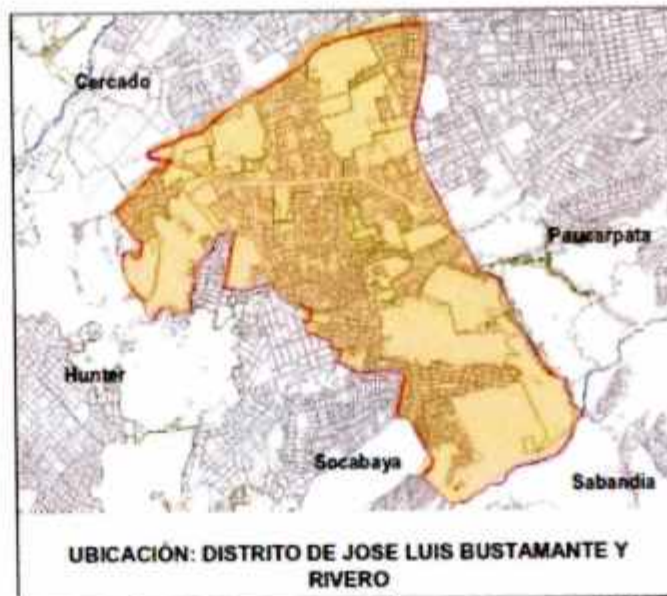 Cercado
Paucarpata
Hunter
Socabaya
Sabandia
UBICACIÓN: DISTRITO DE JOSE LUIS BUSTAMANTE Y
RIVERO